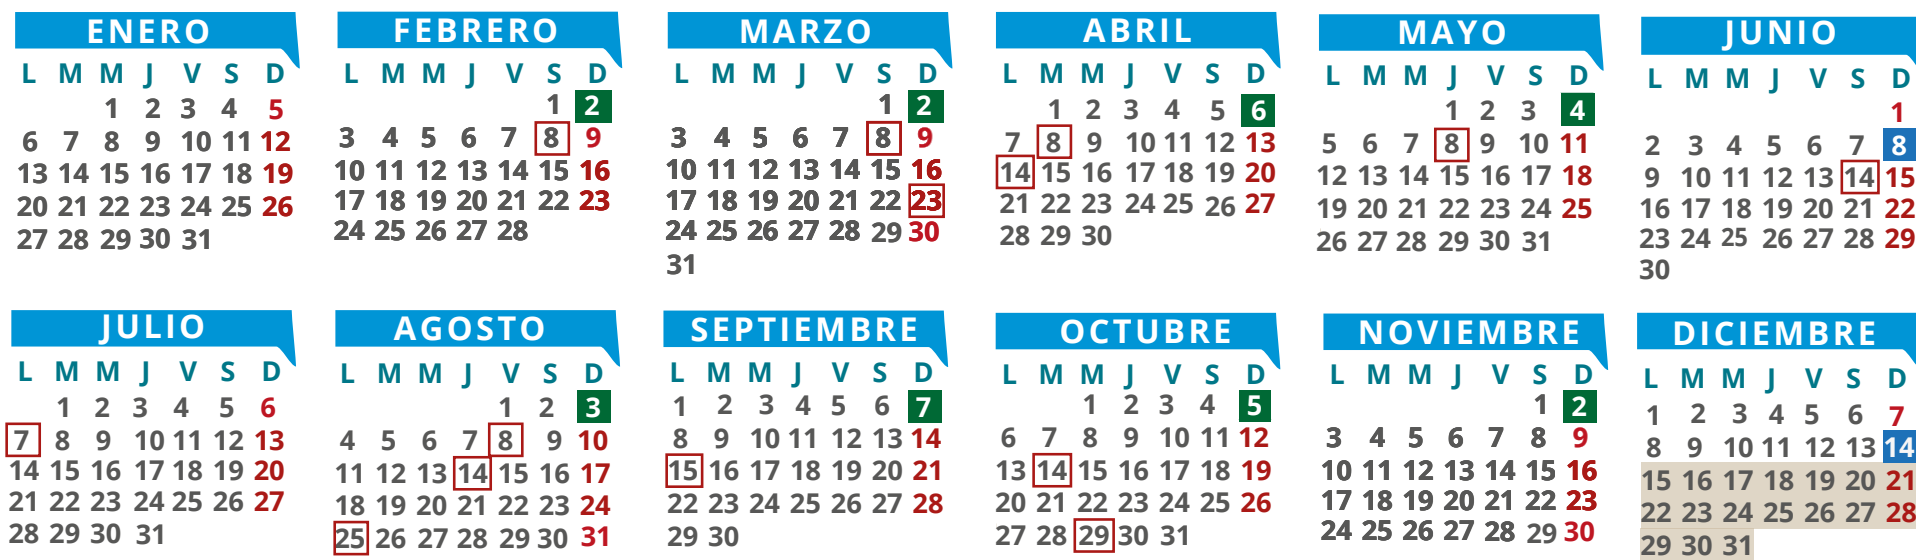 ENERO
L M M J V S D
1 2 3 4 5
6 7 8 9 10 11 12
13 14 15 16 17 18 19
20 21 22 23 24 25 26
27 28 29 30 31
FEBRERO
L M M J V S D
1 2
3 4 5 6 7 8 9
10 11 12 13 14 15 16
17 18 19 20 21 22 23
24 25 26 27 28
MARZO
L M M J V S D
1 2
3 4 5 6 7 8 9
10 11 12 13 14 15 16
17 18 19 20 21 22 23
24 25 26 27 28 29 30
31
ABRIL
L M M J V S D
1 2 3 4 5 6
7 8 9 10 11 12 13
14 15 16 17 18 19 20
21 22 23 24 25 26 27
28 29 30
MAYO
L M M J V S D
1 2 3 4
5 6 7 8 9 10 11
12 13 14 15 16 17 18
19 20 21 22 23 24 25
26 27 28 29 30 31
JUNIO
L M M J V S D
1
2 3 4 5 6 7 8
9 10 11 12 13 14 15
16 17 18 19 20 21 22
23 24 25 26 27 28 29
30
JULIO
L M M J V S D
1 2 3 4 5 6
7 8 9 10 11 12 13
14 15 16 17 18 19 20
21 22 23 24 25 26 27
28 29 30 31
AGOSTO
L M M J V S D
1 2 3
4 5 6 7 8 9 10
11 12 13 14 15 16 17
18 19 20 21 22 23 24
25 26 27 28 29 30 31
SEPTIEMBRE
L M M J V S D
1 2 3 4 5 6 7
8 9 10 11 12 13 14
15 16 17 18 19 20 21
22 23 24 25 26 27 28
29 30
OCTUBRE
L M M J V S D
1 2 3 4 5
6 7 8 9 10 11 12
13 14 15 16 17 18 19
20 21 22 23 24 25 26
27 28 29 30 31
NOVIEMBRE
L M M J V S D
1 2
3 4 5 6 7 8 9
10 11 12 13 14 15 16
17 18 19 20 21 22 23
24 25 26 27 28 29 30
DICIEMBRE
L M M J V S D
1 2 3 4 5 6 7
8 9 10 11 12 13 14
15 16 17 18 19 20 21
22 23 24 25 26 27 28
29 30 31